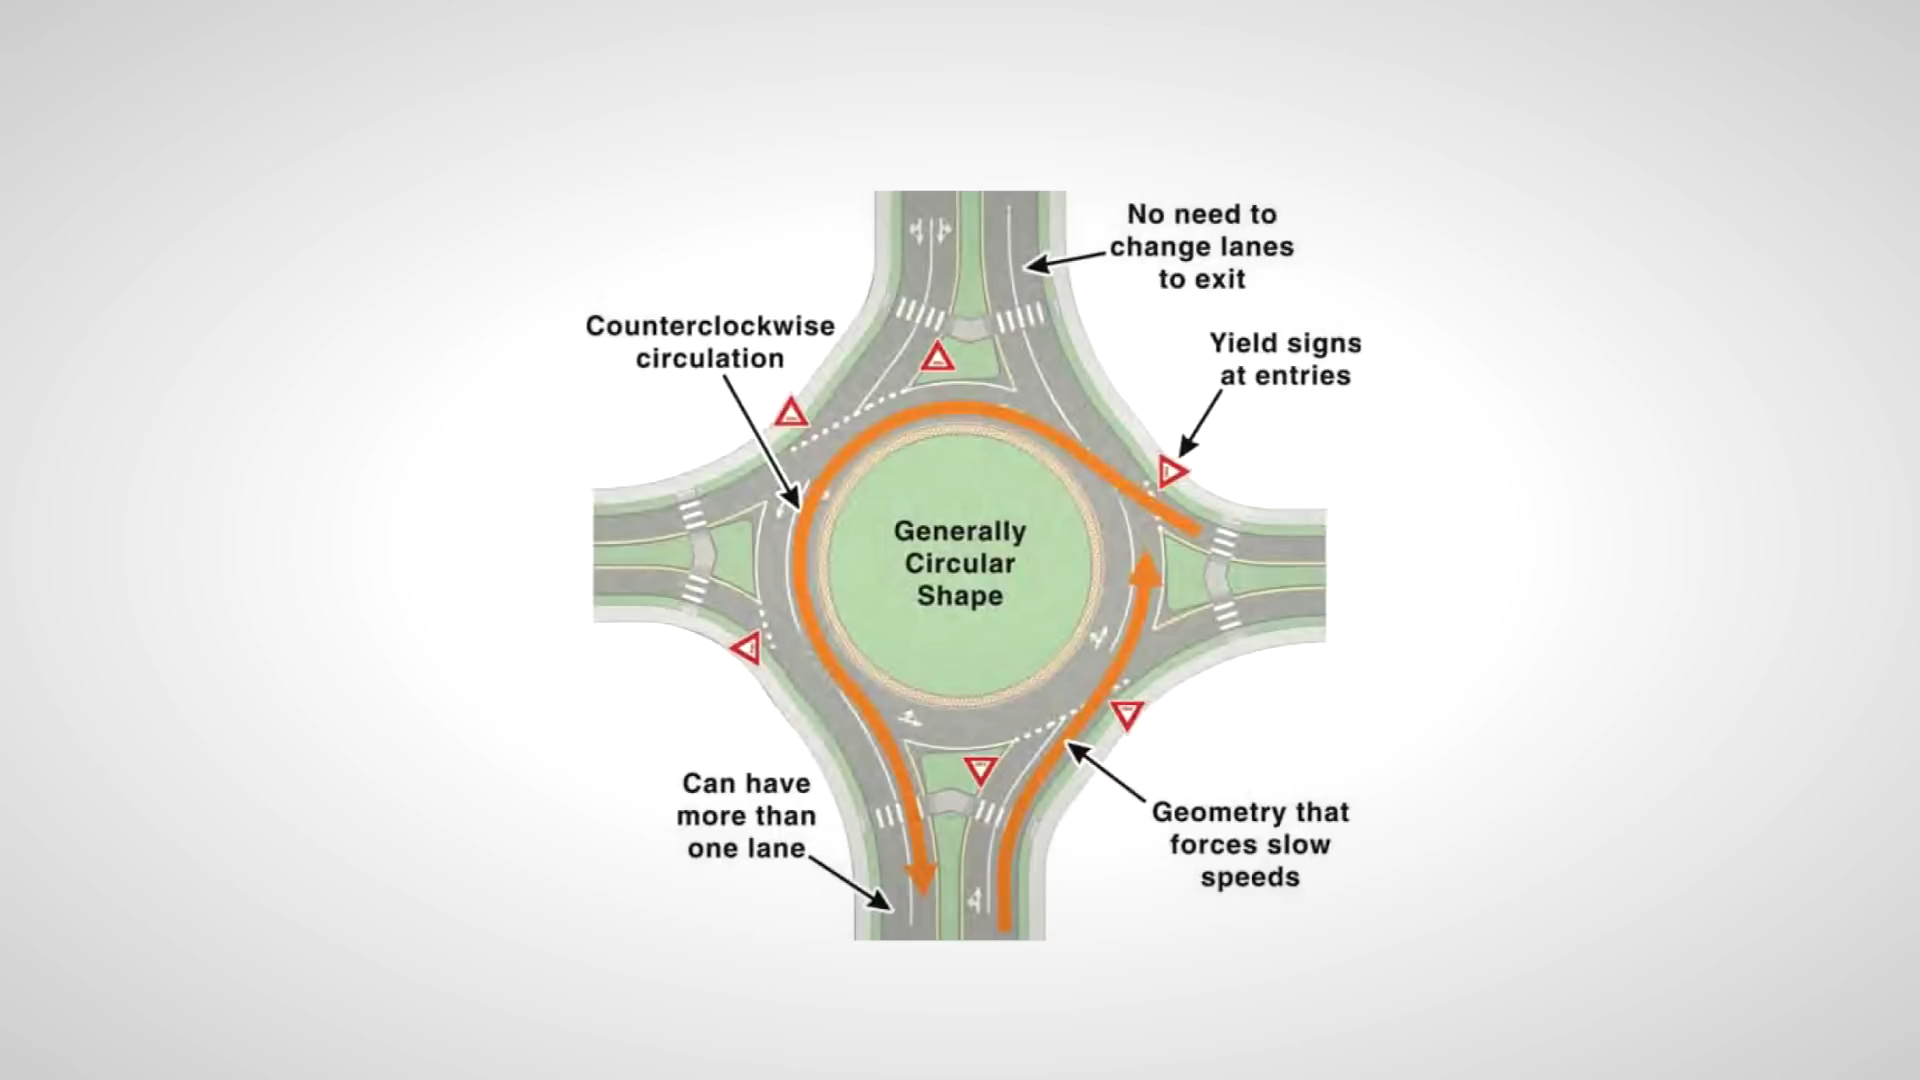 No need to
change lanes
to exit
Counterclockwise
circulation
Yield signs
at entries
Generally
Circular
Shape
Can have
more than
one lane
Geometry that
forces slow
speeds